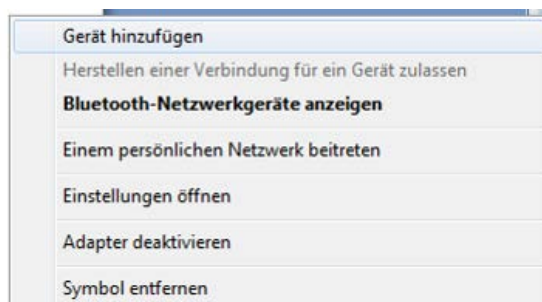 Gerät hinzufügen
Herstellen einer Verbindung für ein Gerät zulassen
Bluetooth-Netzwerkgeräte anzeigen
Einem persönlichen Netzwerk beitreten
Einstellungen öffnen
Adapter deaktivieren
Symbol entfernen